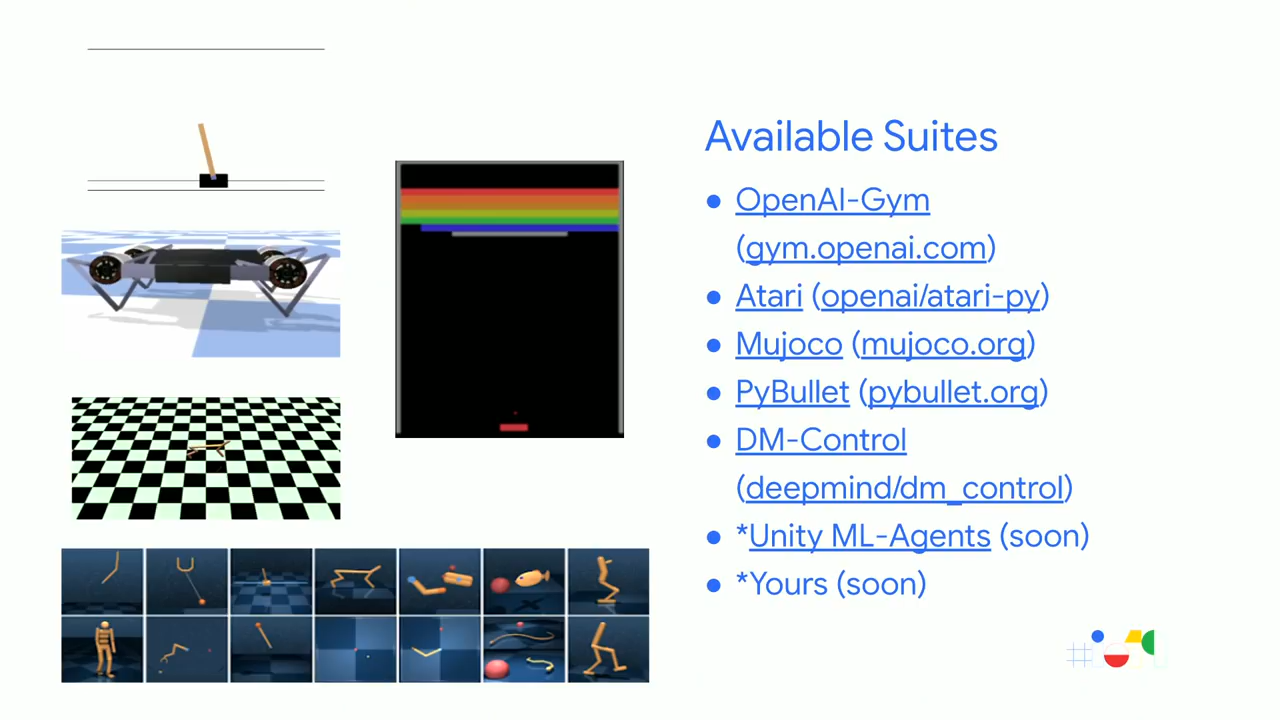 Available Suites
● OpenAI-Gym
(gym.openai.com)
● Atari (openai/atari-py)
● Mujoco (mujoco.org)
● PyBullet (pybullet.org)
● DM-Control
(deepmind/dm_control)
● *Unity ML-Agents (soon)
● *Yours (soon)